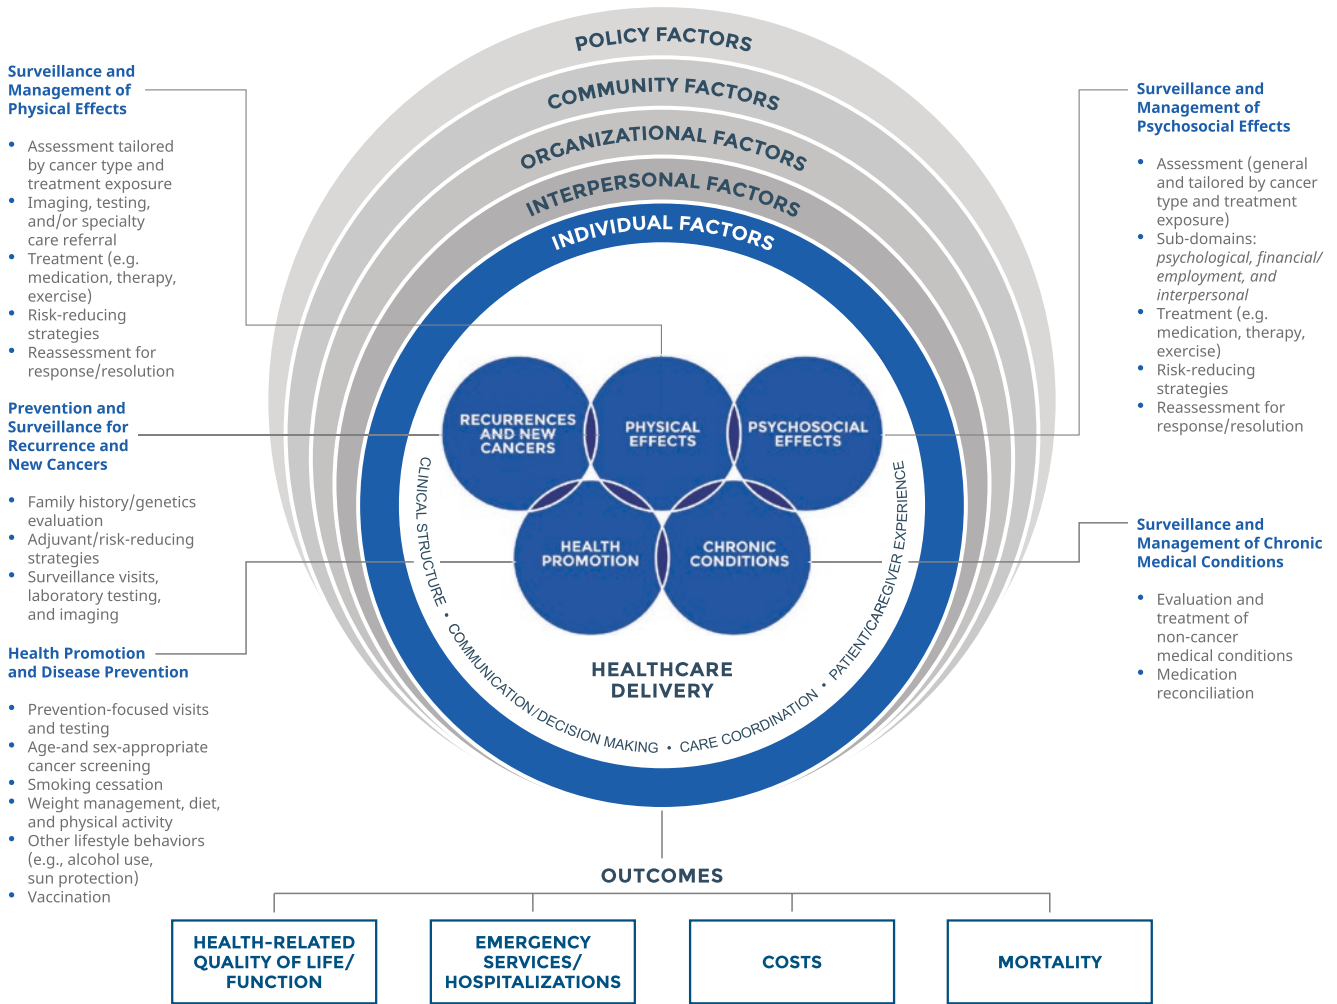 POLICY FACTORS
COMMUNITY FACTORS
ORGANIZATIONAL FACTORS
INTERPERSONAL FACTORS
INDIVIDUAL FACTORS
Surveillance and
Management of
Physical Effects
• Assessment tailored
by cancer type and
treatment exposure
• Imaging, testing,
and/or specialty
care referral
• Treatment (e.g.
medication, therapy,
exercise)
• Risk-reducing
strategies
• Reassessment for
response/resolution
Prevention and
Surveillance for
Recurrence and
New Cancers
• Family history/genetics
evaluation
• Adjuvant/risk-reducing
strategies
• Surveillance visits,
laboratory testing,
and imaging
Health Promotion
and Disease Prevention
• Prevention-focused visits
and testing
• Age-and sex-appropriate
cancer screening
• Smoking cessation
• Weight management, diet,
and physical activity
• Other lifestyle behaviors
(e.g., alcohol use,
sun protection)
• Vaccination
RECURRENCES
AND NEW
CANCERS
PHYSICAL
EFFECTS
PSYCHOSOCIAL
EFFECTS
HEALTH
PROMOTION
CHRONIC
CONDITIONS
HEALTHCARE
DELIVERY
CLINICAL STRUCTURE • COMMUNICATION/DECISION MAKING • CARE COORDINATION • PATIENT/CAREGIVER EXPERIENCE
Surveillance and
Management of
Psychosocial Effects
• Assessment (general
and tailored by cancer
type and treatment
exposure)
• Sub-domains:
psychological, financial/
employment, and
interpersonal
• Treatment (e.g.
medication, therapy,
exercise)
• Risk-reducing
strategies
• Reassessment for
response/resolution
Surveillance and
Management of Chronic
Medical Conditions
• Evaluation and
treatment of
non-cancer
medical conditions
• Medication
reconciliation
OUTCOMES
HEALTH-RELATED
QUALITY OF LIFE/
FUNCTION
EMERGENCY
SERVICES/
HOSPITALIZATIONS
COSTS
MORTALITY